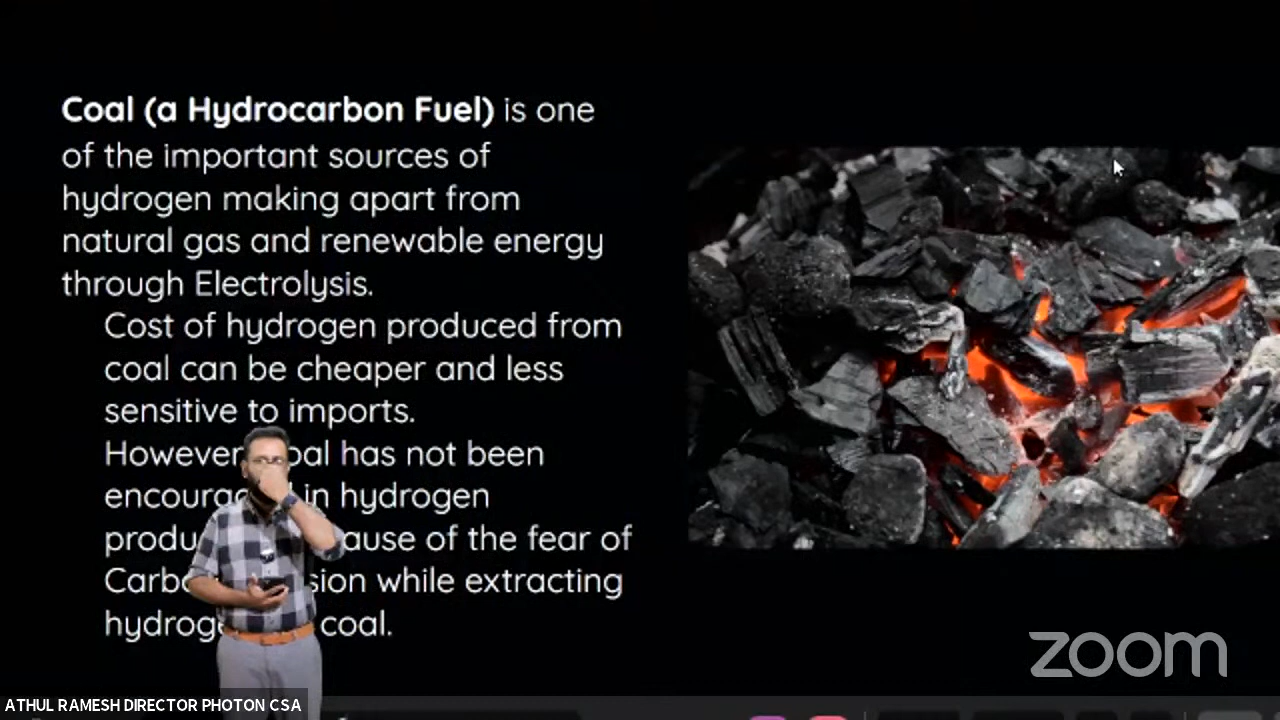 Coal (a Hydrocarbon Fuel) is one
of the important sources of
hydrogen making apart from
natural gas and renewable energy
through Electrolysis.
Cost of hydrogen produced from
coal can be cheaper and less
sensitive to imports.
However oal has not been
encourag in hydrogen
produ ause of the fear of
Carbo sion while extracting
hydroge coal.
zoom
ATHUL RAMESH DIRECTOR PHOTON CSA